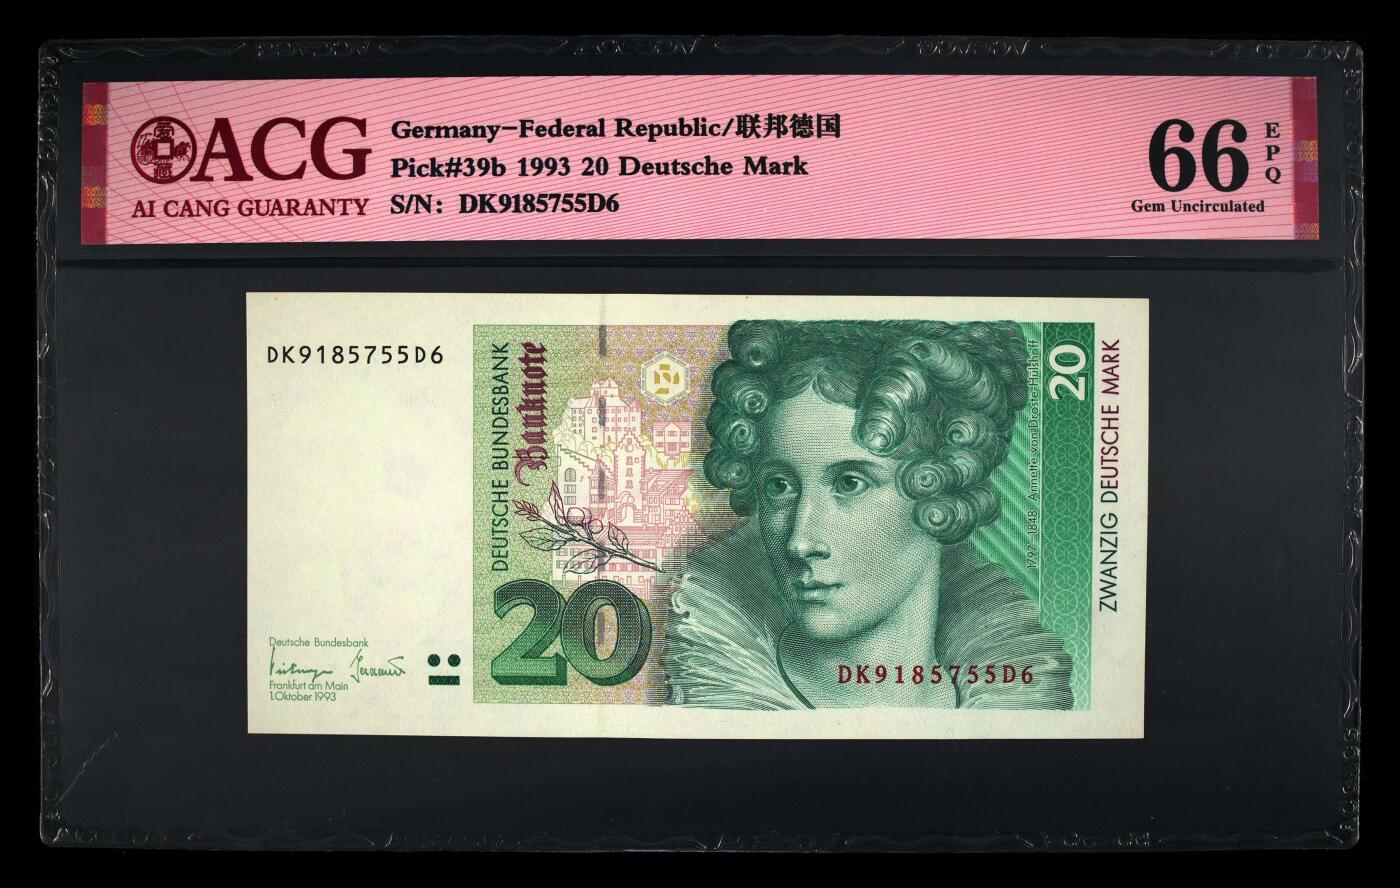 ACG
AI CANG GUARANTY
Germany-Federal Republic/联邦德国
Pick#39b 1993 20 Deutsche Mark
S/N: DK9185755D6
66
EPQ
Gem Uncirculated
DK9185755D6
DEUTSCHE BUNDESBANK
Banknote
20
1797-1848 Annette von Droste-Hülshoff
20
ZWANZIG DEUTSCHE MARK
DK9185755D6
Deutsche Bundesbank
Frankfurt am Main
1.Oktober 1993